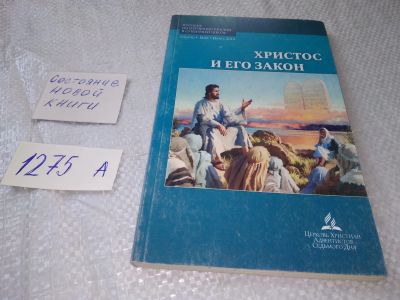 ХРИСТОС
И ЕГО ЗАКОН
ЦЕРКОВЬ ХРИСТИАН
АДВЕНТИСТОВ
СЕДЬМОГО ДНЯ
Состояние
новой
книги
1275 А